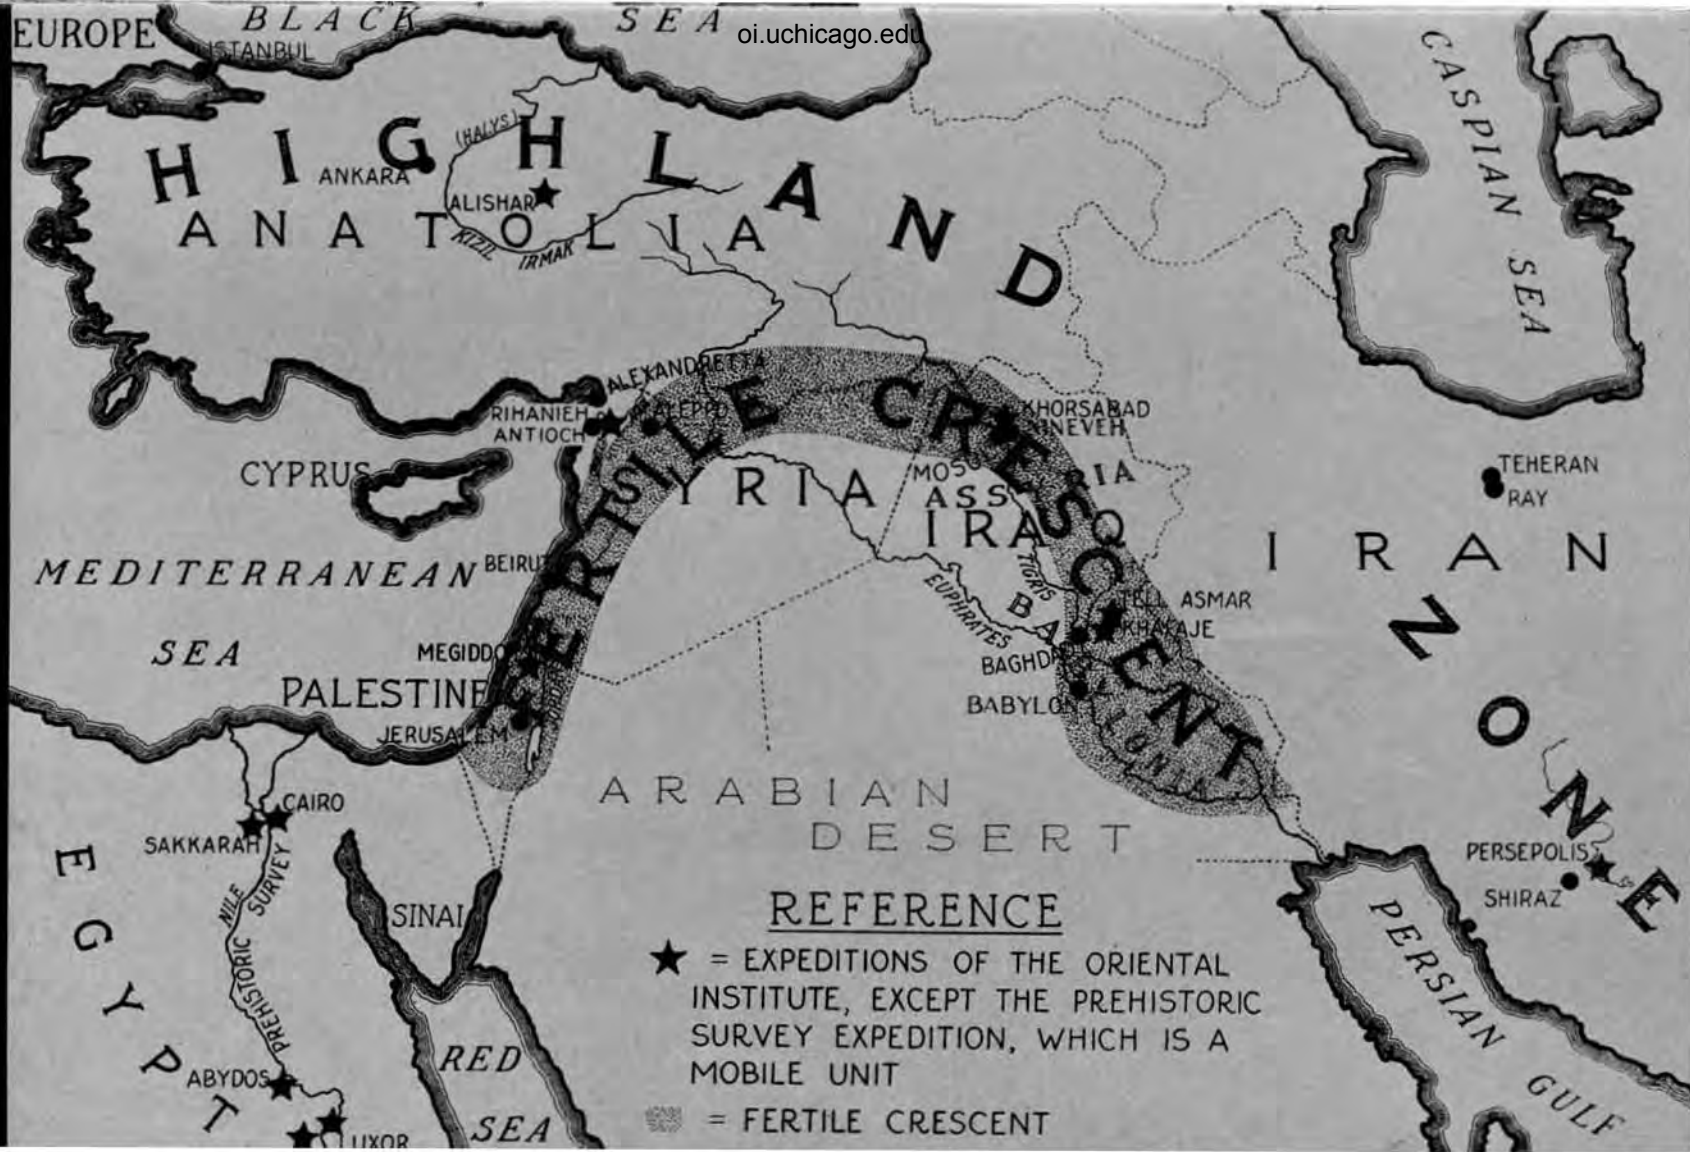 oi.uchicago.edu
EUROPE
BLACK SEA
ISTANBUL
CASPIAN SEA
HIGHLAND ZONE
(HALYS)
ANKARA
ALISHAR
ANATOLIA
KIZIL IRMAK
ALEXANDRETTA
RIHANIEH
ALEPPO
ANTIOCH
FERTILE CRESCENT
KHORSABAD
NINEVEH
CYPRUS
SYRIA
MOSUL
ASSYRIA
IRAQ
TEHERAN
RAY
IRAN
MEDITERRANEAN
SEA
BEIRUT
TIGRIS
EUPHRATES
TELL ASMAR
KHAFAJE
BAGHDAD
BABYLON
BABYLONIA
MEGIDDO
PALESTINE
JERUSALEM
ARABIAN
DESERT
CAIRO
SAKKARAH
EGYPT
PREHISTORIC NILE SURVEY
SINAI
PERSEPOLIS
SHIRAZ
PERSIAN GULF
ABYDOS
LUXOR
RED
SEA
REFERENCE
★ = EXPEDITIONS OF THE ORIENTAL
INSTITUTE, EXCEPT THE PREHISTORIC
SURVEY EXPEDITION, WHICH IS A
MOBILE UNIT
= FERTILE CRESCENT